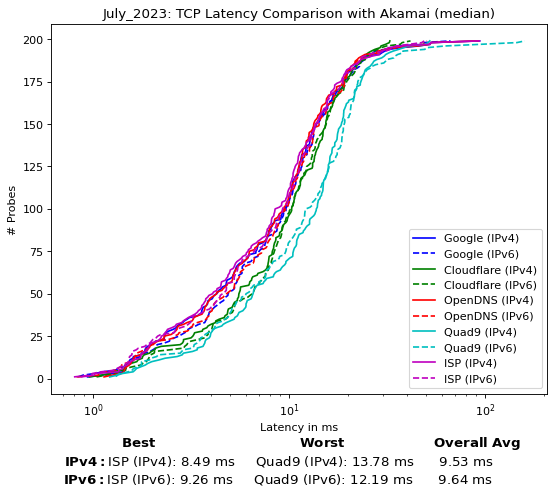 July_2023: TCP Latency Comparison with Akamai (median)
200
175
150
125
100
75
50
25
0
# Probes
10⁰ 10¹ 10²
Latency in ms
Google (IPv4)
Google (IPv6)
Cloudflare (IPv4)
Cloudflare (IPv6)
OpenDNS (IPv4)
OpenDNS (IPv6)
Quad9 (IPv4)
Quad9 (IPv6)
ISP (IPv4)
ISP (IPv6)
Best Worst Overall Avg
IPv4: ISP (IPv4): 8.49 ms Quad9 (IPv4): 13.78 ms 9.53 ms
IPv6: ISP (IPv6): 9.26 ms Quad9 (IPv6): 12.19 ms 9.64 ms